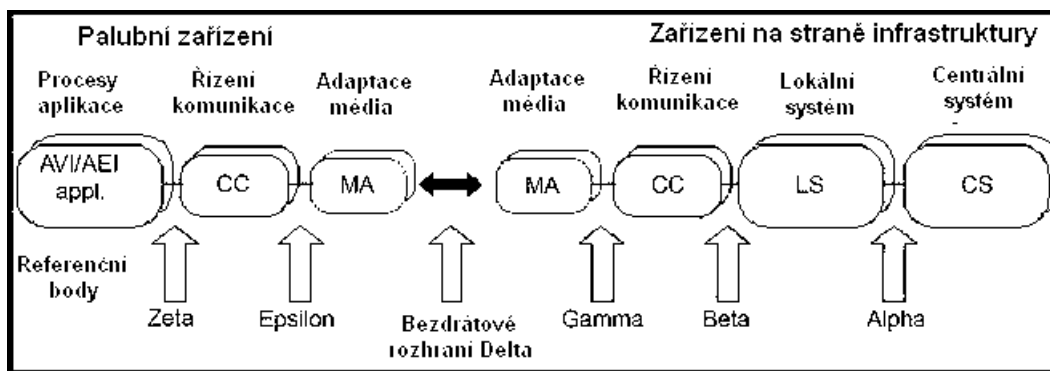 Palubní zařízení
Zařízení na straně infrastruktury
Procesy
aplikace
Řízení
komunikace
Adaptace
média
Adaptace
média
Řízení
komunikace
Lokální
systém
Centrální
systém
AVI/AEI
appl.
CC
MA
MA
CC
LS
CS
Referenční
body
Zeta
Epsilon
Bezdrátové
rozhraní Delta
Gamma
Beta
Alpha